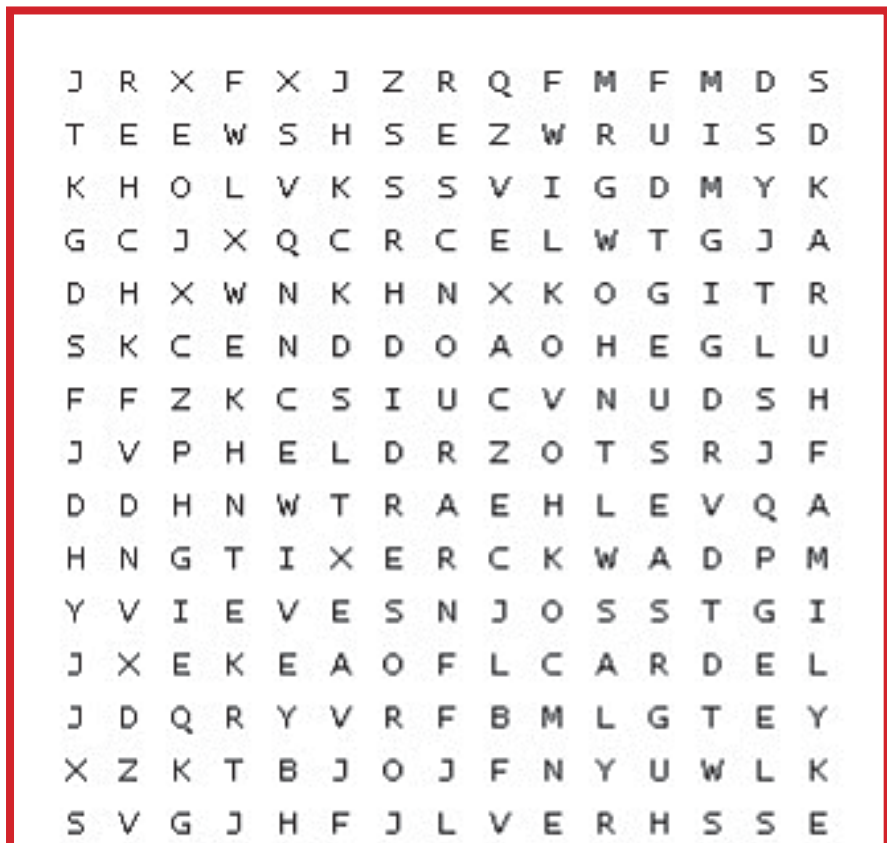 J R X F X J Z R Q F M F M D S
T E E W S H S E Z W R U I S D
K H O L V K S S V I G D M Y K
G C J X Q C R C E L W T G J A
D H X W N K H N X K O G I T R
S K C E N D D O A O H E G L U
F F Z K C S I U C V N U D S H
J V P H E L D R Z O T S R J F
D D H N W T R A E H L E V Q A
H N G T I X E R C K W A D P M
Y V I E V E S N J O S S T G I
J X E K E A O F L C A R D E L
J D Q R Y V R F B M L G T E Y
X Z K T B J O J F N Y U W L K
S V G J H F J L V E R H S S E